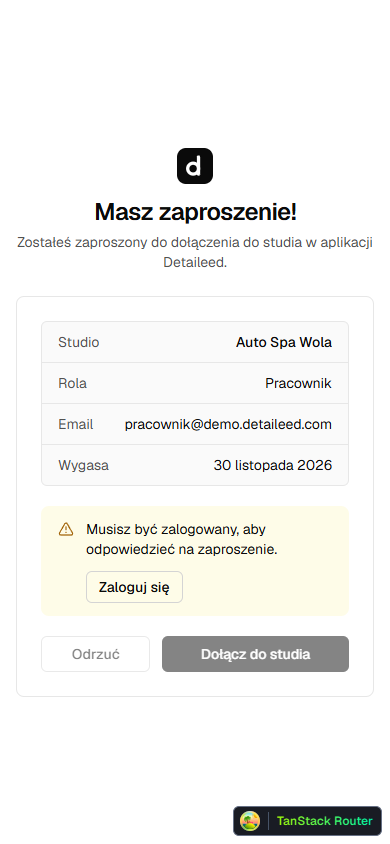 d
Masz zaproszenie!
Zostałeś zaproszony do dołączenia do studia w aplikacji
Detaileed.
Studio Auto Spa Wola
Rola Pracownik
Email pracownik@demo.detaileed.com
Wygasa 30 listopada 2026
Musisz być zalogowany, aby
odpowiedzieć na zaproszenie.
Zaloguj się
Odrzuć Dołącz do studia
TanStack Router